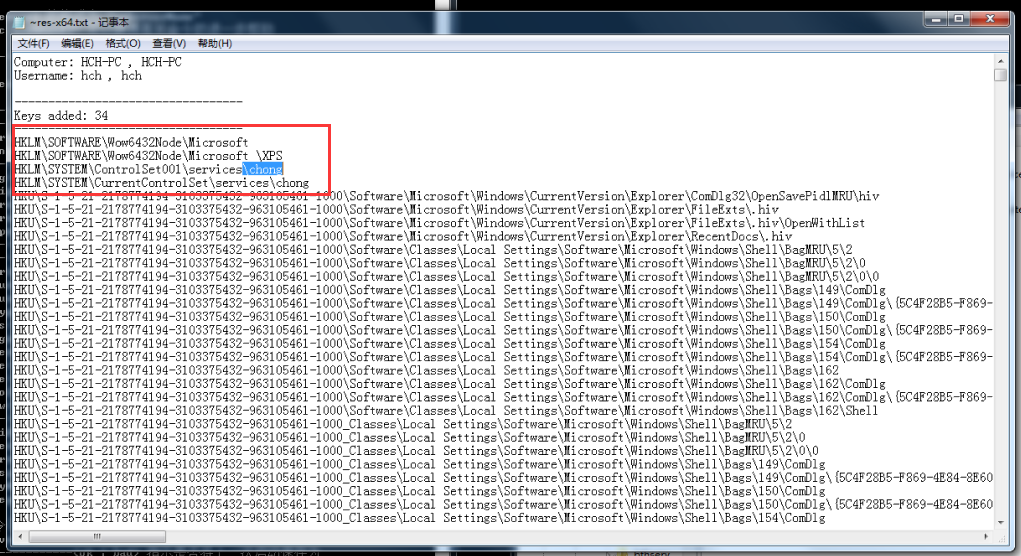 ~res-x64.txt - 记事本
文件(F) 编辑(E) 格式(O) 查看(V) 帮助(H)
Computer: HCH-PC , HCH-PC
Username: hch , hch
----------------------------------
Keys added: 34
----------------------------------
HKLM\SOFTWARE\Wow6432Node\Microsoft
HKLM\SOFTWARE\Wow6432Node\Microsoft \XPS
HKLM\SYSTEM\ControlSet001\services\chong
HKLM\SYSTEM\CurrentControlSet\services\chong
HKU\S-1-5-21-2178774194-3103375432-963105461-1000\Software\Microsoft\Windows\CurrentVersion\Explorer\ComDlg32\OpenSavePidlMRU\hiv
HKU\S-1-5-21-2178774194-3103375432-963105461-1000\Software\Microsoft\Windows\CurrentVersion\Explorer\FileExts\.hiv
HKU\S-1-5-21-2178774194-3103375432-963105461-1000\Software\Microsoft\Windows\CurrentVersion\Explorer\FileExts\.hiv\OpenWithList
HKU\S-1-5-21-2178774194-3103375432-963105461-1000\Software\Microsoft\Windows\CurrentVersion\Explorer\RecentDocs\.hiv
HKU\S-1-5-21-2178774194-3103375432-963105461-1000\Software\Classes\Local Settings\Software\Microsoft\Windows\Shell\BagMRU\5\2
HKU\S-1-5-21-2178774194-3103375432-963105461-1000\Software\Classes\Local Settings\Software\Microsoft\Windows\Shell\BagMRU\5\2\0
HKU\S-1-5-21-2178774194-3103375432-963105461-1000\Software\Classes\Local Settings\Software\Microsoft\Windows\Shell\BagMRU\5\2\0\0
HKU\S-1-5-21-2178774194-3103375432-963105461-1000\Software\Classes\Local Settings\Software\Microsoft\Windows\Shell\Bags\149\ComDlg
HKU\S-1-5-21-2178774194-3103375432-963105461-1000\Software\Classes\Local Settings\Software\Microsoft\Windows\Shell\Bags\149\ComDlg\{5C4F28B5-F869-
HKU\S-1-5-21-2178774194-3103375432-963105461-1000\Software\Classes\Local Settings\Software\Microsoft\Windows\Shell\Bags\150\ComDlg
HKU\S-1-5-21-2178774194-3103375432-963105461-1000\Software\Classes\Local Settings\Software\Microsoft\Windows\Shell\Bags\150\ComDlg\{5C4F28B5-F869-
HKU\S-1-5-21-2178774194-3103375432-963105461-1000\Software\Classes\Local Settings\Software\Microsoft\Windows\Shell\Bags\154\ComDlg
HKU\S-1-5-21-2178774194-3103375432-963105461-1000\Software\Classes\Local Settings\Software\Microsoft\Windows\Shell\Bags\154\ComDlg\{5C4F28B5-F869-
HKU\S-1-5-21-2178774194-3103375432-963105461-1000\Software\Classes\Local Settings\Software\Microsoft\Windows\Shell\Bags\162
HKU\S-1-5-21-2178774194-3103375432-963105461-1000\Software\Classes\Local Settings\Software\Microsoft\Windows\Shell\Bags\162\ComDlg
HKU\S-1-5-21-2178774194-3103375432-963105461-1000\Software\Classes\Local Settings\Software\Microsoft\Windows\Shell\Bags\162\ComDlg\{5C4F28B5-F869-
HKU\S-1-5-21-2178774194-3103375432-963105461-1000\Software\Classes\Local Settings\Software\Microsoft\Windows\Shell\Bags\162\Shell
HKU\S-1-5-21-2178774194-3103375432-963105461-1000_Classes\Local Settings\Software\Microsoft\Windows\Shell\BagMRU\5\2
HKU\S-1-5-21-2178774194-3103375432-963105461-1000_Classes\Local Settings\Software\Microsoft\Windows\Shell\BagMRU\5\2\0
HKU\S-1-5-21-2178774194-3103375432-963105461-1000_Classes\Local Settings\Software\Microsoft\Windows\Shell\BagMRU\5\2\0\0
HKU\S-1-5-21-2178774194-3103375432-963105461-1000_Classes\Local Settings\Software\Microsoft\Windows\Shell\Bags\149\ComDlg
HKU\S-1-5-21-2178774194-3103375432-963105461-1000_Classes\Local Settings\Software\Microsoft\Windows\Shell\Bags\149\ComDlg\{5C4F28B5-F869-4E84-8E60
HKU\S-1-5-21-2178774194-3103375432-963105461-1000_Classes\Local Settings\Software\Microsoft\Windows\Shell\Bags\150\ComDlg
HKU\S-1-5-21-2178774194-3103375432-963105461-1000_Classes\Local Settings\Software\Microsoft\Windows\Shell\Bags\150\ComDlg\{5C4F28B5-F869-4E84-8E60
HKU\S-1-5-21-2178774194-3103375432-963105461-1000_Classes\Local Settings\Software\Microsoft\Windows\Shell\Bags\154\ComDlg